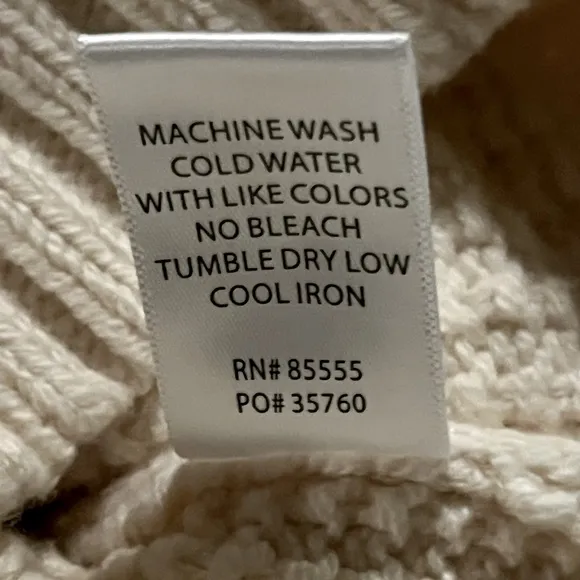 MACHINE WASH
COLD WATER
WITH LIKE COLORS
NO BLEACH
TUMBLE DRY LOW
COOL IRON
RN# 85555
PO# 35760